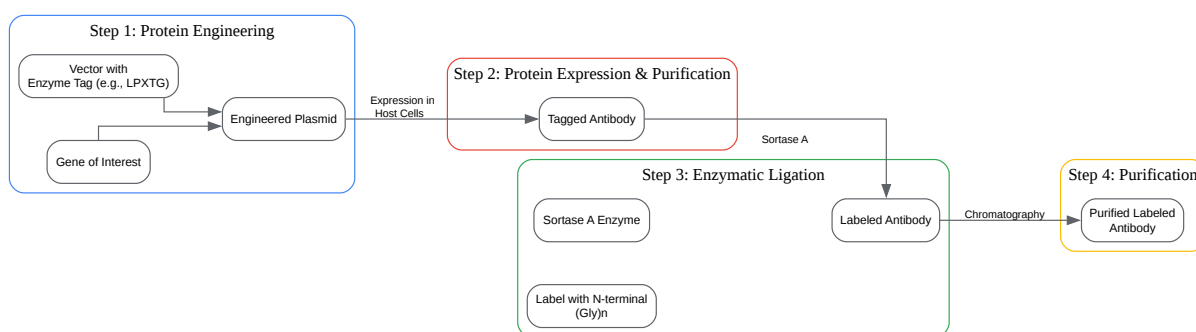 Step 1: Protein Engineering
Vector with
Enzyme Tag (e.g., LPXTG)
Engineered Plasmid
Gene of Interest
Expression in
Host Cells
Step 2: Protein Expression & Purification
Tagged Antibody
Sortase A
Step 3: Enzymatic Ligation
Sortase A Enzyme
Labeled Antibody
Label with N-terminal
(Gly)n
Chromatography
Step 4: Purification
Purified Labeled
Antibody